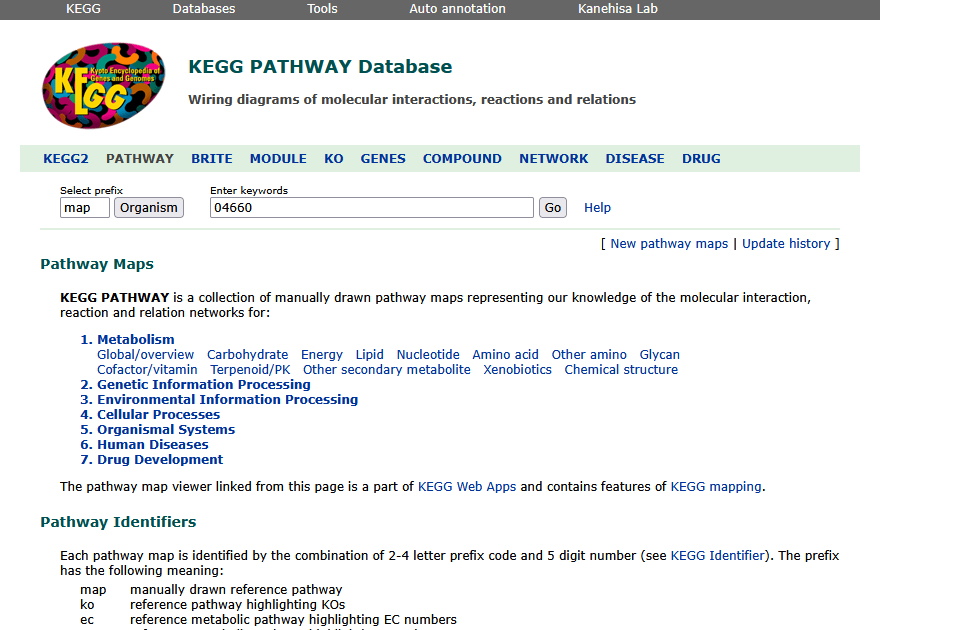 KEGG Databases Tools Auto annotation Kanehisa Lab
KEGG Kyoto Encyclopedia of Genes and Genomes
KEGG PATHWAY Database
Wiring diagrams of molecular interactions, reactions and relations
KEGG2 PATHWAY BRITE MODULE KO GENES COMPOUND NETWORK DISEASE DRUG
Select prefix Enter keywords
map Organism 04660 Go Help
[ New pathway maps | Update history ]
Pathway Maps
KEGG PATHWAY is a collection of manually drawn pathway maps representing our knowledge of the molecular interaction,
reaction and relation networks for:
1. Metabolism
Global/overview Carbohydrate Energy Lipid Nucleotide Amino acid Other amino Glycan
Cofactor/vitamin Terpenoid/PK Other secondary metabolite Xenobiotics Chemical structure
2. Genetic Information Processing
3. Environmental Information Processing
4. Cellular Processes
5. Organismal Systems
6. Human Diseases
7. Drug Development
The pathway map viewer linked from this page is a part of KEGG Web Apps and contains features of KEGG mapping.
Pathway Identifiers
Each pathway map is identified by the combination of 2-4 letter prefix code and 5 digit number (see KEGG Identifier). The prefix
has the following meaning:
map manually drawn reference pathway
ko reference pathway highlighting KOs
ec reference metabolic pathway highlighting EC numbers